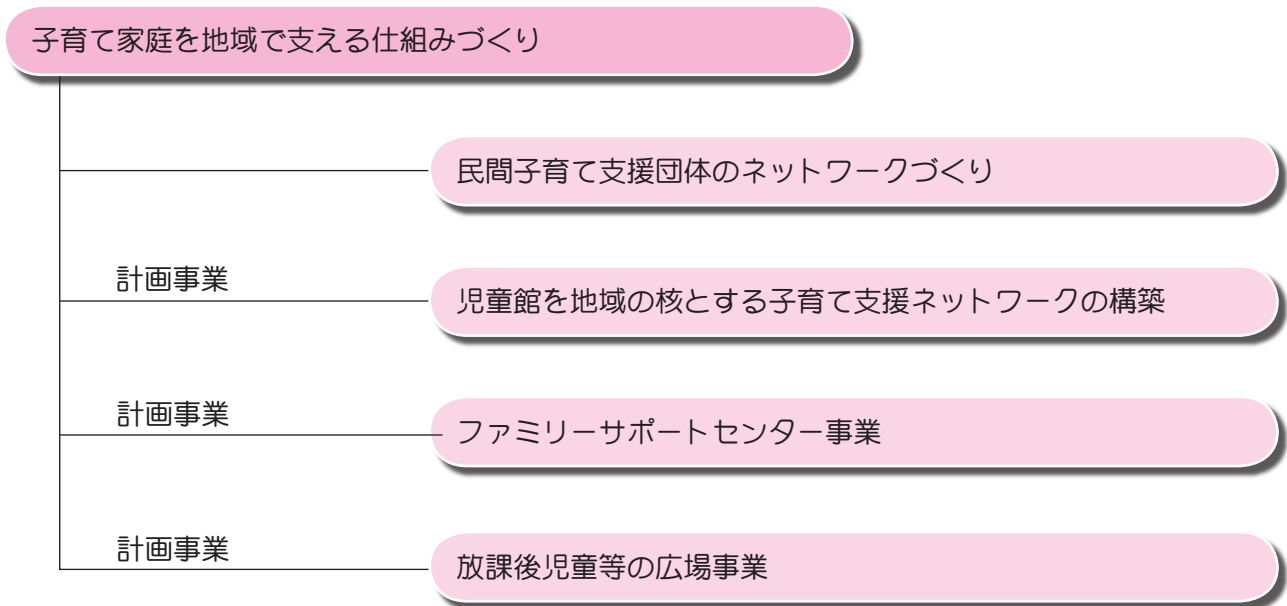 子育て家庭を地域で支える仕組みづくり
民間子育て支援団体のネットワークづくり
計画事業
児童館を地域の核とする子育て支援ネットワークの構築
計画事業
ファミリーサポートセンター事業
計画事業
放課後児童等の広場事業